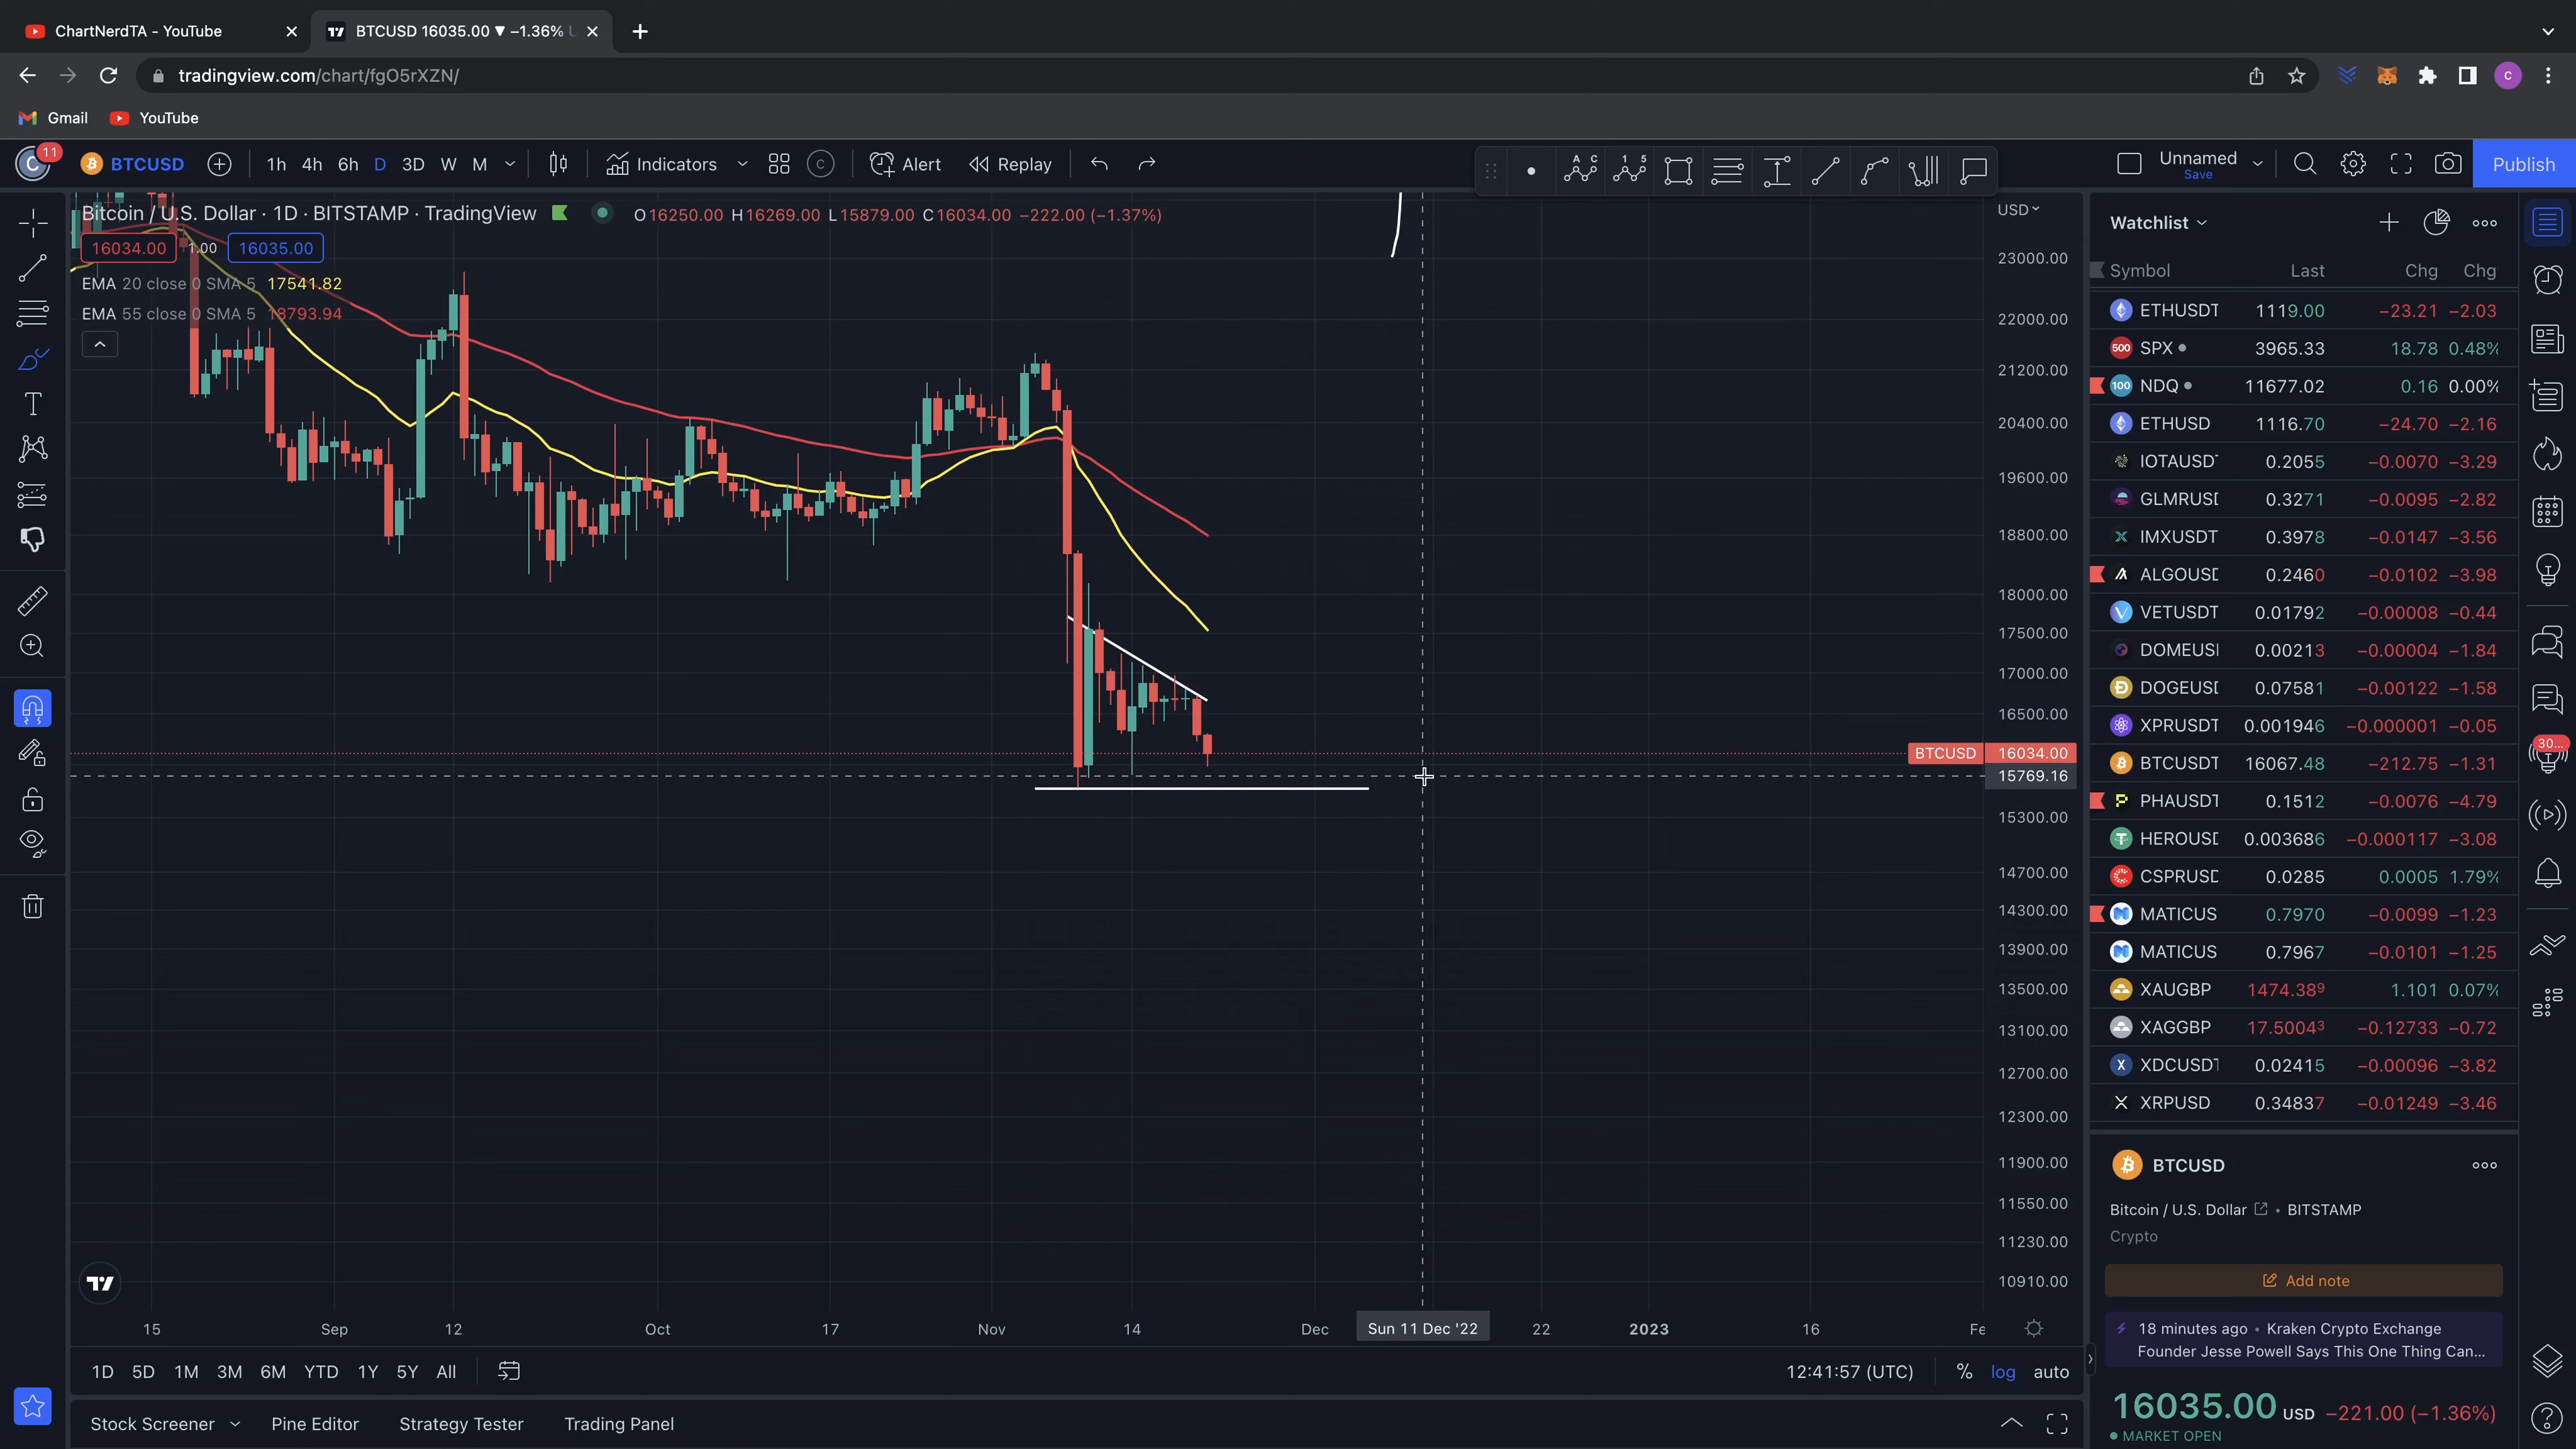 ChartNerdTA - YouTube
BTCUSD 16035.00 ▼ −1.36%
tradingview.com/chart/fgO5rXZN/
Gmail YouTube
C 11 BTCUSD 1h 4h 6h D 3D W M Indicators C Alert Replay Unnamed Save Publish
Bitcoin / U.S. Dollar · 1D · BITSTAMP · TradingView O16250.00 H16269.00 L15879.00 C16034.00 −222.00 (−1.37%)
16034.00 1.00 16035.00
EMA 20 close 0 SMA 5 17541.82
EMA 55 close 0 SMA 5 18793.94
USD
23000.00
22000.00
21200.00
20400.00
19600.00
18800.00
18000.00
17500.00
17000.00
16500.00
BTCUSD 16034.00
15769.16
15300.00
14700.00
14300.00
13900.00
13500.00
13100.00
12700.00
12300.00
11900.00
11550.00
11230.00
10910.00
15 Sep 12 Oct 17 Nov 14 Dec Sun 11 Dec '22 22 2023 16 Fe
1D 5D 1M 3M 6M YTD 1Y 5Y All 12:41:57 (UTC) % log auto
Stock Screener Pine Editor Strategy Tester Trading Panel
Watchlist
Symbol Last Chg Chg
ETHUSDT 1119.00 −23.21 −2.03
500 SPX 3965.33 18.78 0.48%
100 NDQ 11677.02 0.16 0.00%
ETHUSD 1116.70 −24.70 −2.16
IOTAUSD 0.2055 −0.0070 −3.29
GLMRUSD 0.3271 −0.0095 −2.82
IMXUSDT 0.3978 −0.0147 −3.56
ALGOUSD 0.2460 −0.0102 −3.98
VETUSDT 0.01792 −0.00008 −0.44
DOMEUSI 0.00213 −0.00004 −1.84
DOGEUSD 0.07581 −0.00122 −1.58
XPRUSDT 0.001946 −0.000001 −0.05
BTCUSDT 16067.48 −212.75 −1.31
PHAUSDT 0.1512 −0.0076 −4.79
HEROUSD 0.003686 −0.000117 −3.08
CSPRUSD 0.0285 0.0005 1.79%
MATICUS 0.7970 −0.0099 −1.23
MATICUS 0.7967 −0.0101 −1.25
XAUGBP 1474.389 1.101 0.07%
XAGGBP 17.50043 −0.12733 −0.72
XDCUSDT 0.02415 −0.00096 −3.82
XRPUSD 0.34837 −0.01249 −3.46
30...
BTCUSD
Bitcoin / U.S. Dollar • BITSTAMP
Crypto
Add note
18 minutes ago • Kraken Crypto Exchange
Founder Jesse Powell Says This One Thing Can...
16035.00 USD −221.00 (−1.36%)
MARKET OPEN